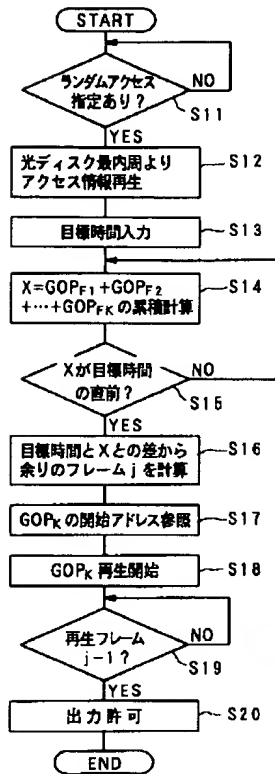 START
ランダムアクセス
指定あり?
NO
S11
YES
光ディスク最内周より
アクセス情報再生
S12
目標時間入力
S13
X=GOPF1+GOPF2
+…+GOPFKの累積計算
S14
Xが目標時間
の直前?
NO
S15
YES
目標時間とXとの差から
余りのフレームjを計算
S16
GOPKの開始アドレス参照
S17
GOPK再生開始
S18
再生フレーム
j-1?
NO
S19
YES
出力許可
S20
END